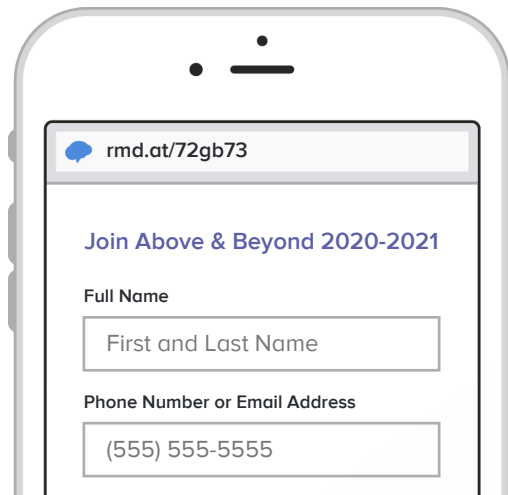 rmd.at/72gb73
Join Above & Beyond 2020-2021
Full Name
First and Last Name
Phone Number or Email Address
(555) 555-5555